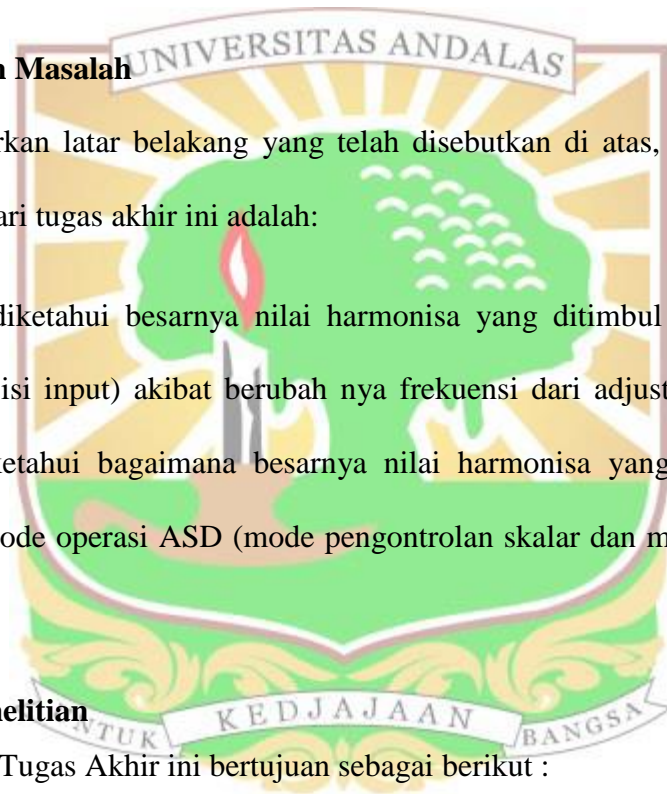 UNIVERSITAS ANDALAS
n Masalah
rkan latar belakang yang telah disebutkan di atas,
ari tugas akhir ini adalah:
diketahui besarnya nilai harmonisa yang ditimbul
isi input) akibat berubah nya frekuensi dari adjust
ketahui bagaimana besarnya nilai harmonisa yang
ode operasi ASD (mode pengontrolan skalar dan m
nelitian
UNTUK KEDJAJAAN BANGSA
Tugas Akhir ini bertujuan sebagai berikut :